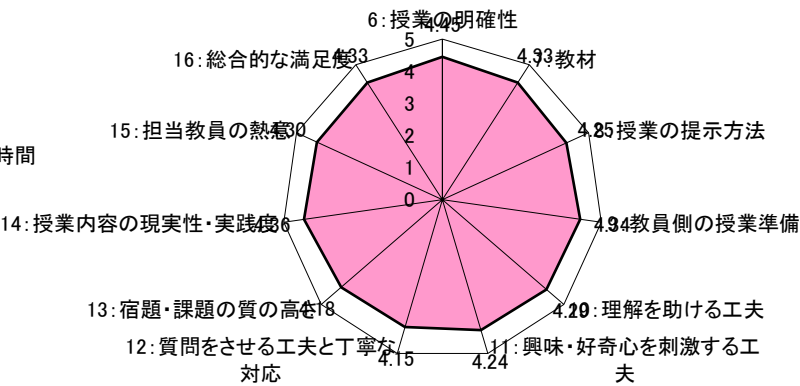 6：授業の明確性
4.45
7：教材
4.33
8：授業の提示方法
4.25
9：教員側の授業準備
4.34
10：理解を助ける工夫
11：興味・好奇心を刺激する工
夫
4.24
12：質問をさせる工夫と丁寧な
対応
4.15
13：宿題・課題の質の高さ
4.18
14：授業内容の現実性・実践度
4.36
15：担当教員の熱意
4.30
16：総合的な満足度
4.33
時間
5
4
3
2
1
0